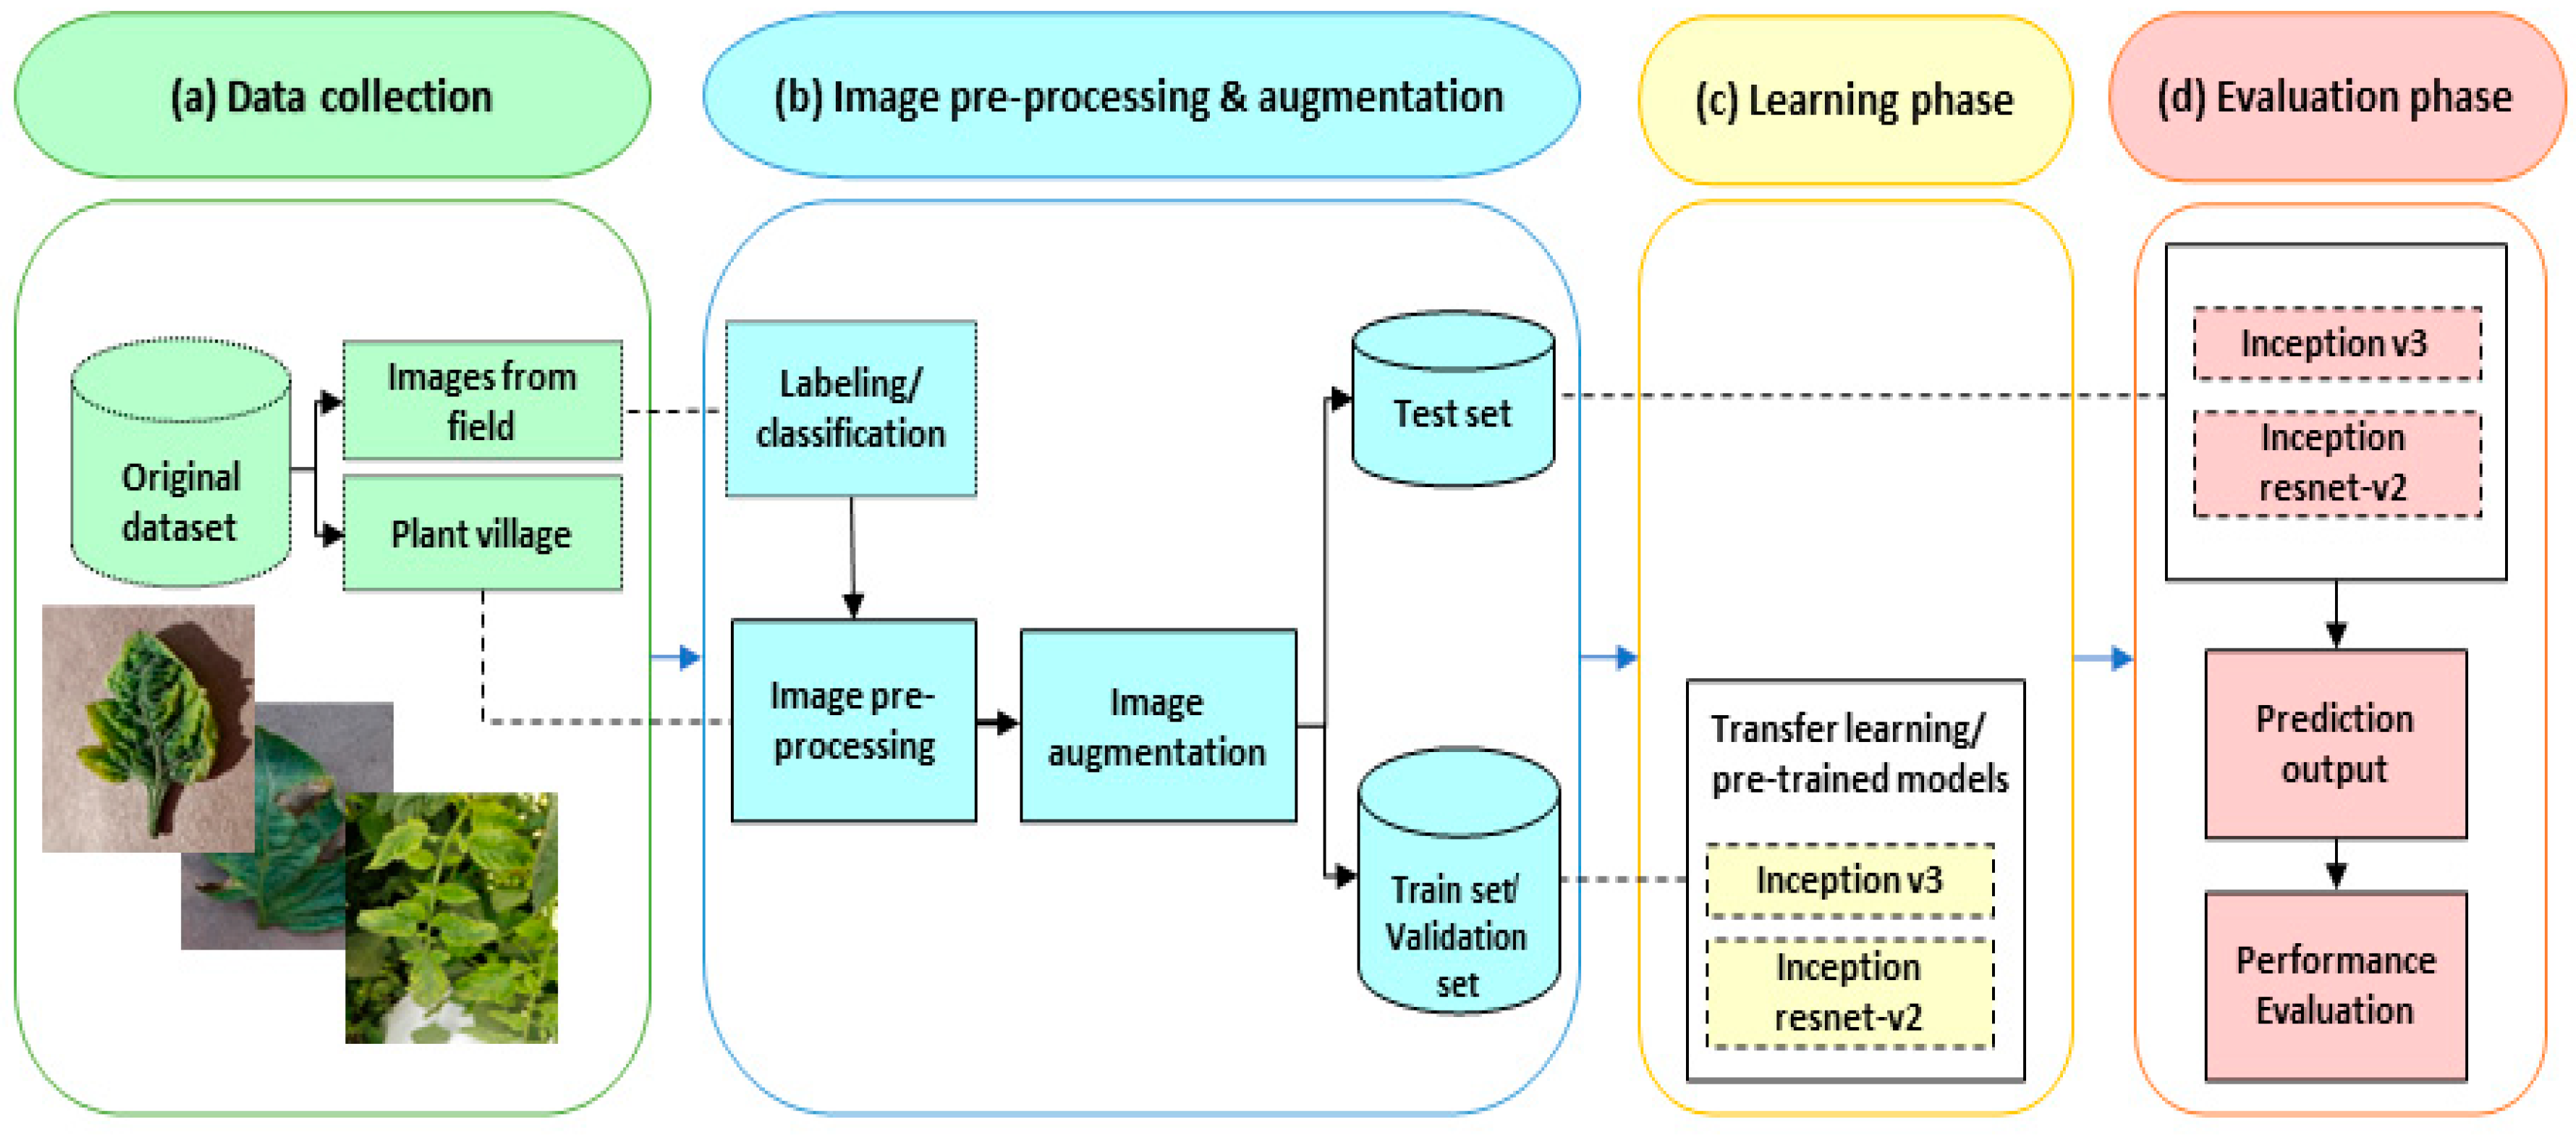 (a) Data collection
(b) Image pre-processing & augmentation
(c) Learning phase
(d) Evaluation phase
Original
dataset
Images from
field
Plant village
Labeling/
classification
Image pre-
processing
Image
augmentation
Test set
Train set/
Validation
set
Transfer learning/
pre-trained models
Inception v3
Inception
resnet-v2
Inception v3
Inception
resnet-v2
Prediction
output
Performance
Evaluation